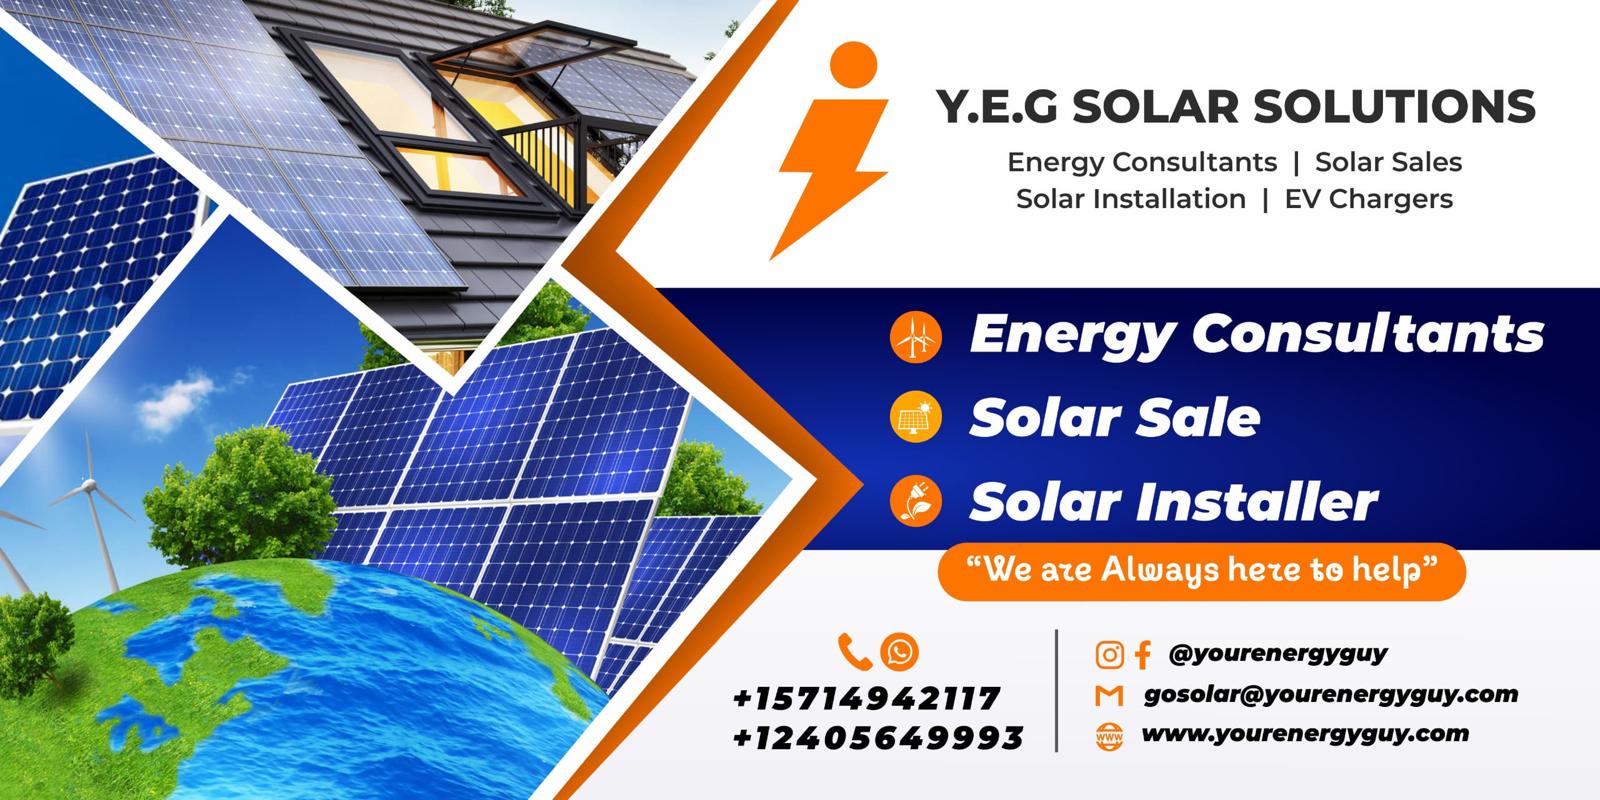 Y.E.G SOLAR SOLUTIONS
Energy Consultants | Solar Sales
Solar Installation | EV Chargers
Energy Consultants
Solar Sale
Solar Installer
“We are Always here to help”
+15714942117
+12405649993
@yourenergyguy
gosolar@yourenergyguy.com
www.yourenergyguy.com